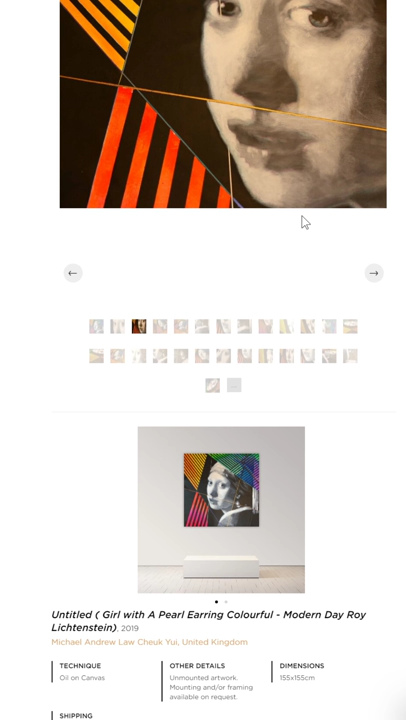 Untitled ( Girl with A Pearl Earring Colourful - Modern Day Roy
Lichtenstein), 2019
Michael Andrew Law Cheuk Yui, United Kingdom
TECHNIQUE
Oil on Canvas
OTHER DETAILS
Unmounted artwork.
Mounting and/or framing
available on request.
DIMENSIONS
155x155cm
SHIPPING